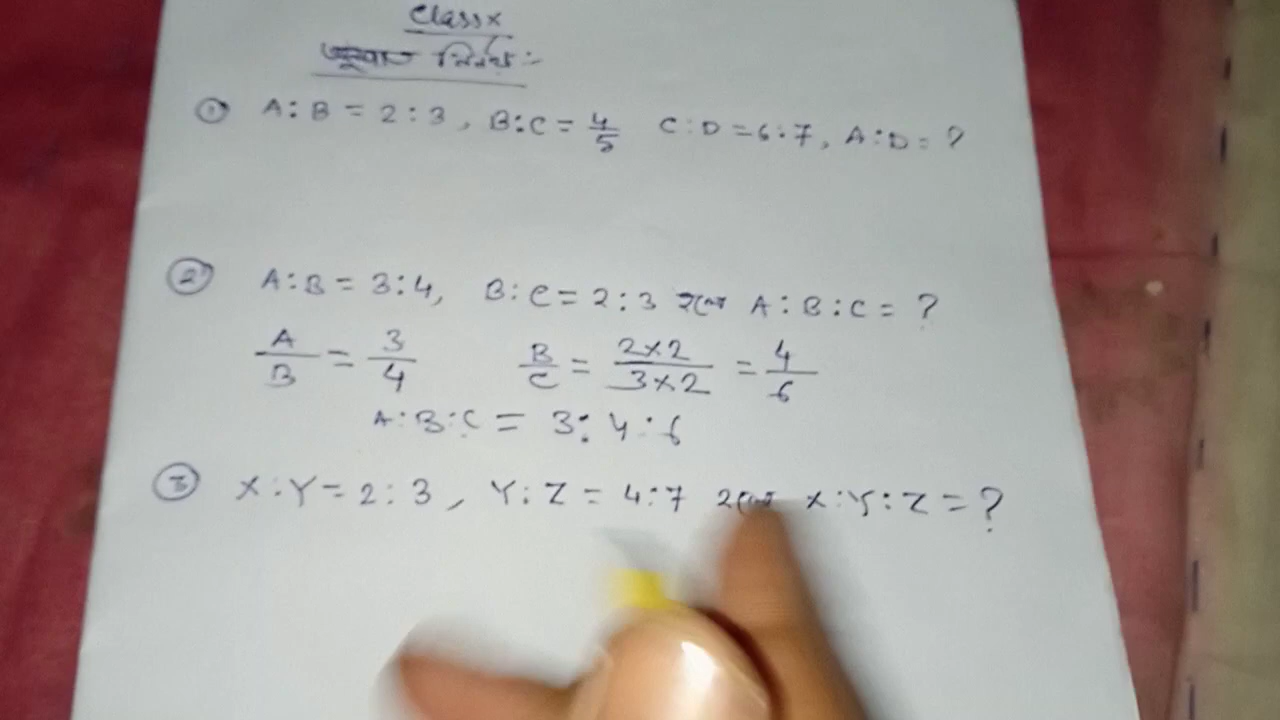 Class X
অনুপাত নির্ণয় :-
① A:B = 2:3, B:C = 4/5 C:D = 6:7, A:D = ?
② A:B = 3:4, B:C = 2:3 হলে A:B:C = ?
A/B = 3/4 B/C = 2×2/3×2 = 4/6
A:B:C = 3:4:6
③ X:Y = 2:3, Y:Z = 4:7 হলে X:Y:Z = ?